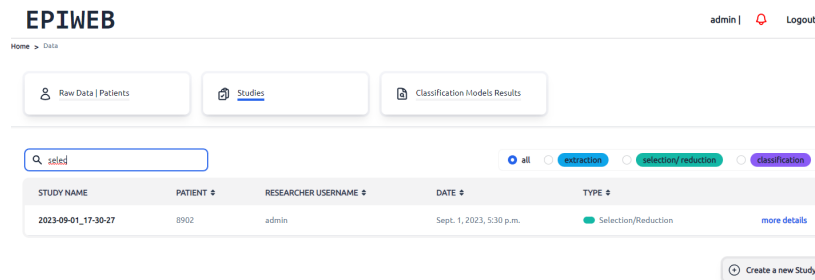 EPIWEB
admin | Logout
Home > Data
Raw Data | Patients
Studies
Classification Models Results
selec
all extraction selection/ reduction classification
STUDY NAME PATIENT RESEARCHER USERNAME DATE TYPE
2023-09-01_17-30-27 8902 admin Sept. 1, 2023, 5:30 p.m. Selection/Reduction more details
Create a new Study